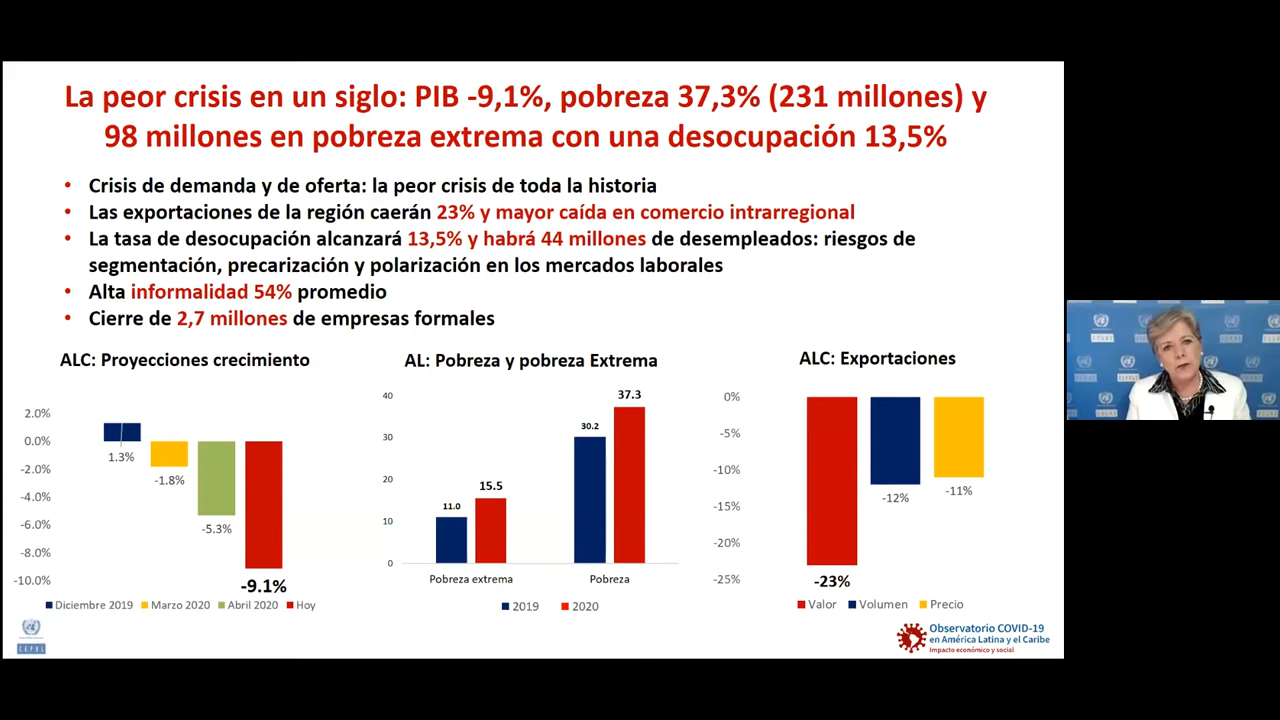 La peor crisis en un siglo: PIB -9,1%, pobreza 37,3% (231 millones) y
98 millones en pobreza extrema con una desocupación 13,5%
• Crisis de demanda y de oferta: la peor crisis de toda la historia
• Las exportaciones de la región caerán 23% y mayor caída en comercio intrarregional
• La tasa de desocupación alcanzará 13,5% y habrá 44 millones de desempleados: riesgos de
segmentación, precarización y polarización en los mercados laborales
• Alta informalidad 54% promedio
• Cierre de 2,7 millones de empresas formales
ALC: Proyecciones crecimiento
2.0%
0.0%
-2.0%
-4.0%
-6.0%
-8.0%
-10.0%
1.3%
-1.8%
-5.3%
-9.1%
Diciembre 2019 Marzo 2020 Abril 2020 Hoy
AL: Pobreza y pobreza Extrema
40
30
20
10
0
11.0
15.5
30.2
37.3
Pobreza extrema Pobreza
2019 2020
ALC: Exportaciones
0%
-5%
-10%
-15%
-20%
-25%
-23%
-12%
-11%
Valor Volumen Precio
CEPAL
Observatorio COVID-19
en América Latina y el Caribe
Impacto económico y social